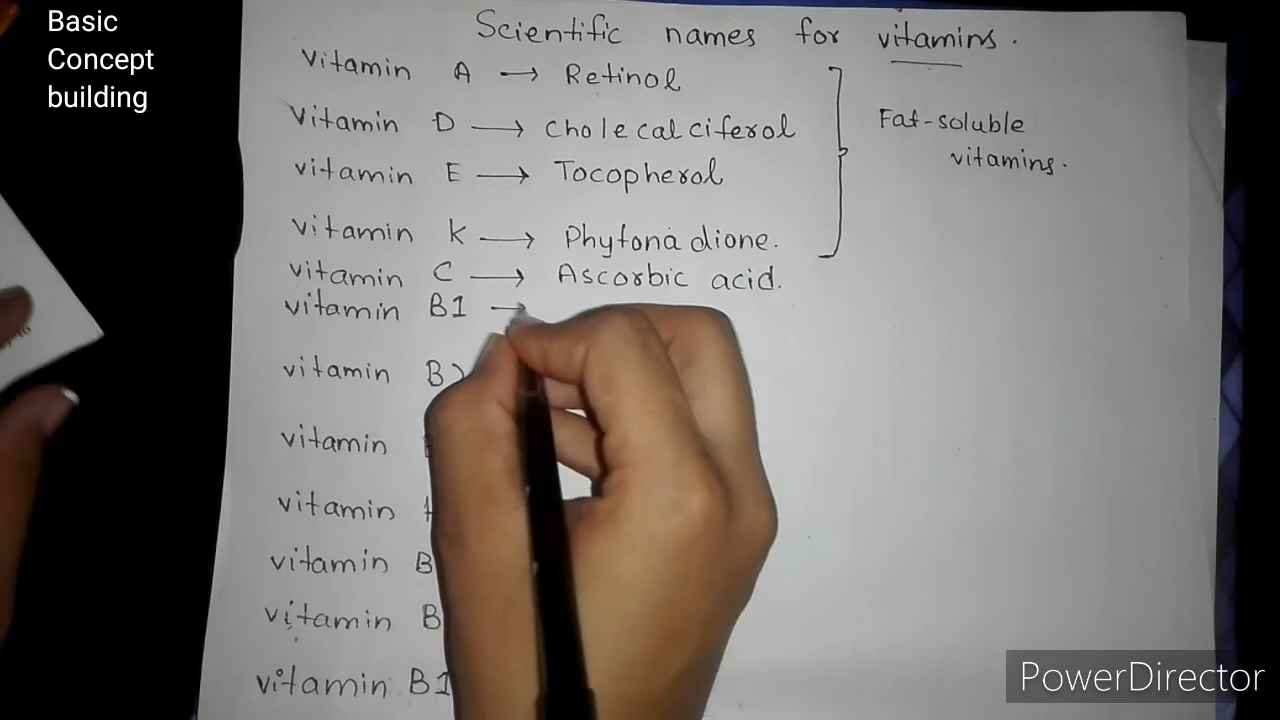 Basic
Concept
building
Scientific names for vitamins.
Vitamin A → Retinol
Vitamin D → Cholecalciferol
vitamin E → Tocopherol
vitamin K → Phytonadione.
Fat-soluble
vitamins.
vitamin C → Ascorbic acid.
vitamin B1 →
vitamin B2
vitamin
vitamin
vitamin B
vitamin B
vitamin B1
PowerDirector